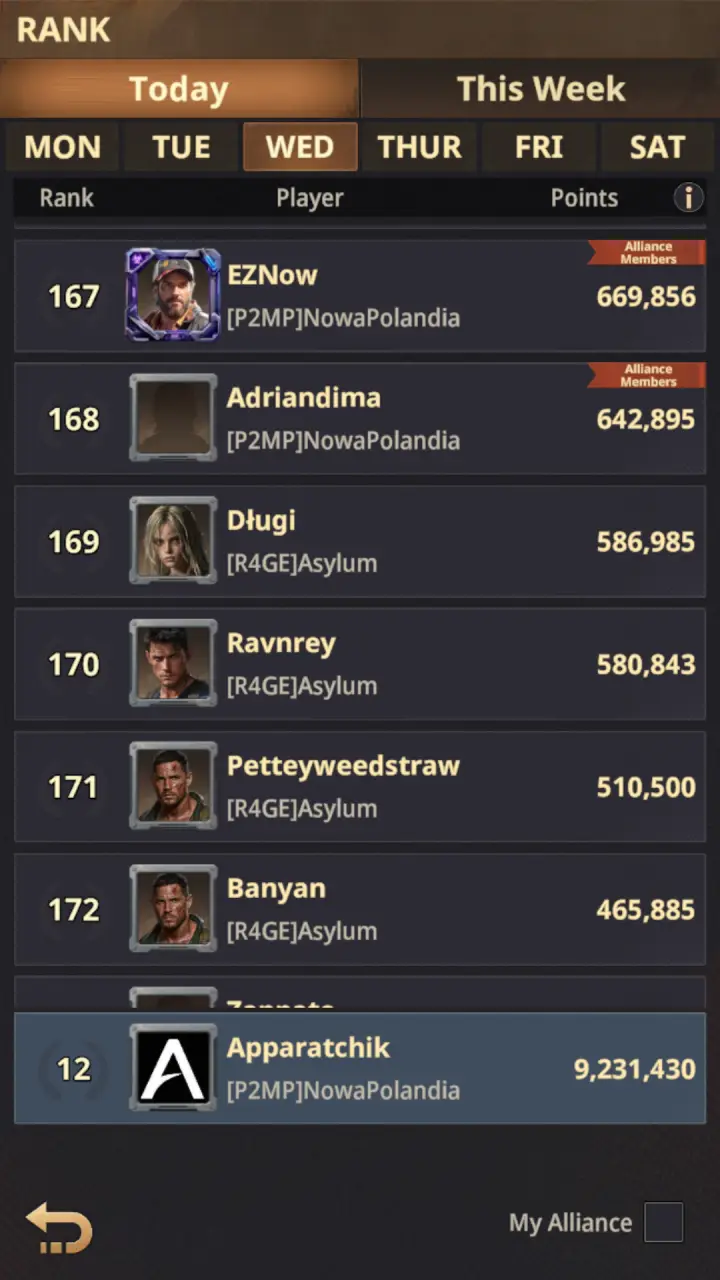 RANK
Today
This Week
MON
TUE
WED
THUR
FRI
SAT
Rank
Player
Points
167
EZNow
[P2MP]NowaPolandia
Alliance
Members
669,856
168
Adriandima
[P2MP]NowaPolandia
Alliance
Members
642,895
169
Długi
[R4GE]Asylum
586,985
170
Ravnrey
[R4GE]Asylum
580,843
171
Petteyweedstraw
[R4GE]Asylum
510,500
172
Banyan
[R4GE]Asylum
465,885
12
Apparatchik
[P2MP]NowaPolandia
9,231,430
My Alliance